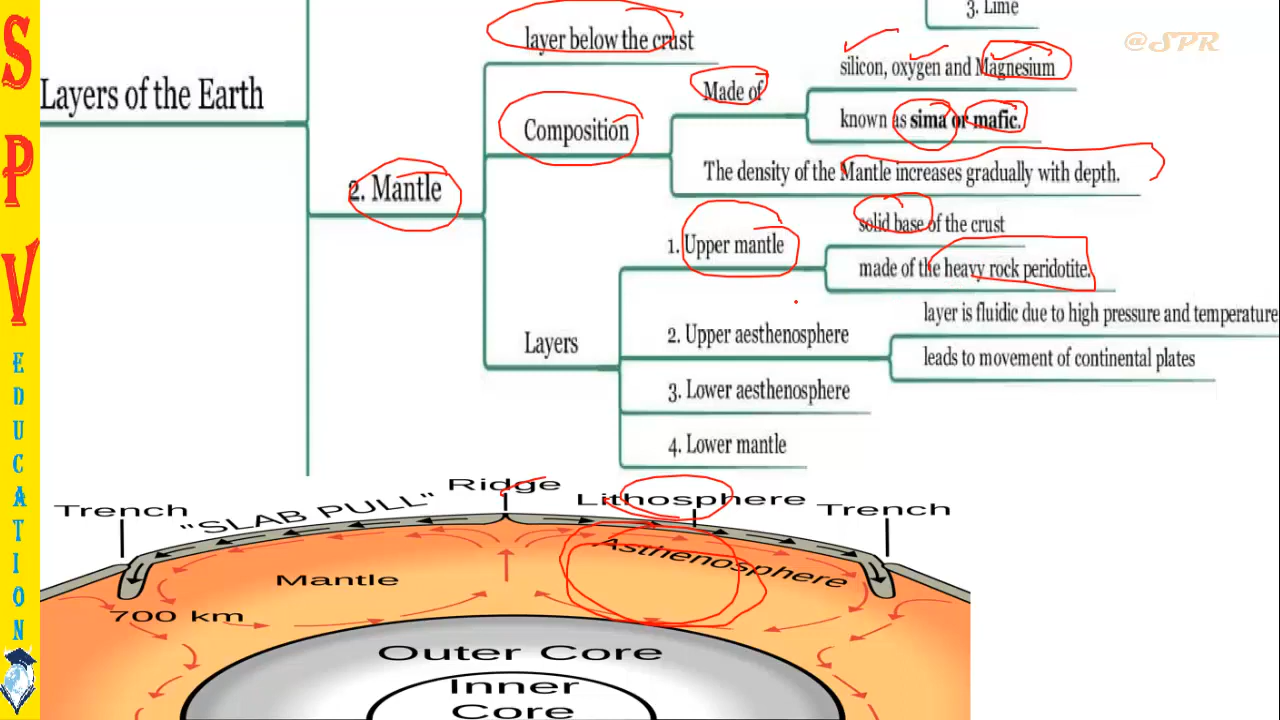 S
P
V
E
D
U
C
A
T
I
O
N
@SPR
3. Lime
layer below the crust
silicon, oxygen and Magnesium
Made of
Layers of the Earth
known as sima or mafic.
Composition
The density of the Mantle increases gradually with depth.
2. Mantle
solid base of the crust
1. Upper mantle
made of the heavy rock peridotite.
layer is fluidic due to high pressure and temperature
2. Upper aesthenosphere
Layers
leads to movement of continental plates
3. Lower aesthenosphere
4. Lower mantle
Ridge
Trench
"SLAB PULL"
Lithosphere
Trench
Asthenosphere
Mantle
700 km
Outer Core
Inner
Core